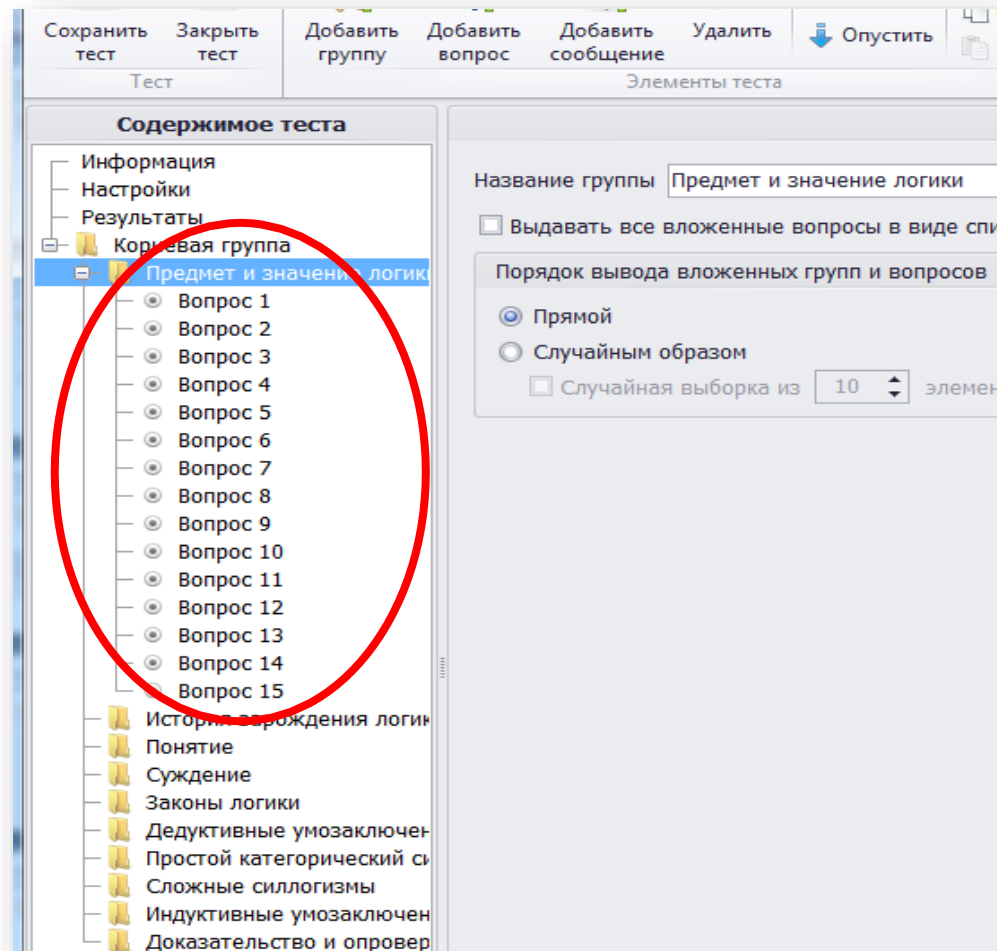 Сохранить тест
Закрыть тест
Добавить группу
Добавить вопрос
Добавить сообщение
Удалить
Опустить
Тест
Элементы теста
Содержимое теста
Информация
Настройки
Результаты
Корневая группа
Предмет и значение логики
Вопрос 1
Вопрос 2
Вопрос 3
Вопрос 4
Вопрос 5
Вопрос 6
Вопрос 7
Вопрос 8
Вопрос 9
Вопрос 10
Вопрос 11
Вопрос 12
Вопрос 13
Вопрос 14
Вопрос 15
История зарождения логик
Понятие
Суждение
Законы логики
Дедуктивные умозаключен
Простой категорический си
Сложные силлогизмы
Индуктивные умозаключен
Доказательство и опровер
Название группы Предмет и значение логики
Выдавать все вложенные вопросы в виде спи
Порядок вывода вложенных групп и вопросов
Прямой
Случайным образом
Случайная выборка из 10 элемен